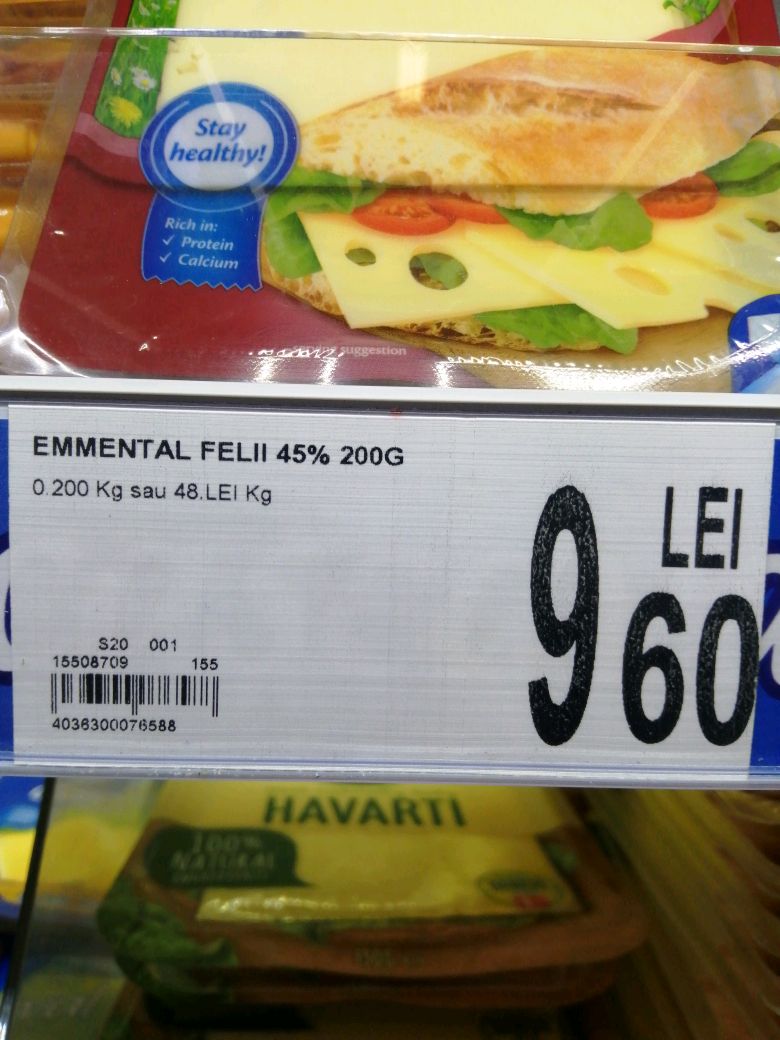 Stay
healthy!
Rich in:
✓ Protein
✓ Calcium
suggestion
EMMENTAL FELII 45% 200G
0.200 Kg sau 48.LEI Kg
9 LEI
60
S20 001
15508709 155
4036300076588
HAVARTI
100%
NATURAL